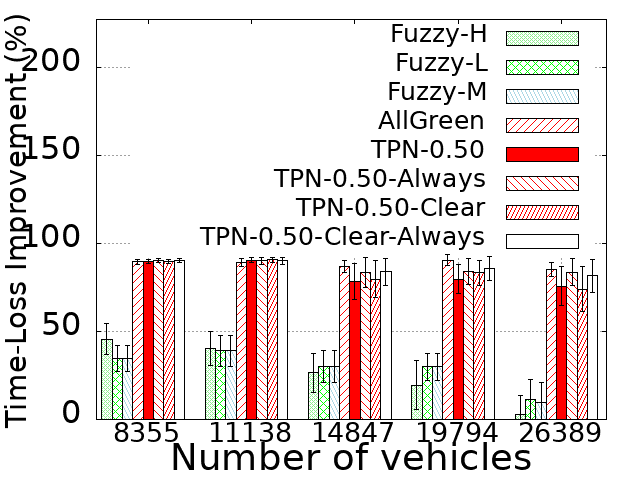 Time-Loss Improvement (%)
200
150
100
50
0
Fuzzy-H
Fuzzy-L
Fuzzy-M
AllGreen
TPN-0.50
TPN-0.50-Always
TPN-0.50-Clear
TPN-0.50-Clear-Always
8355 11138 14847 19794 26389
Number of vehicles